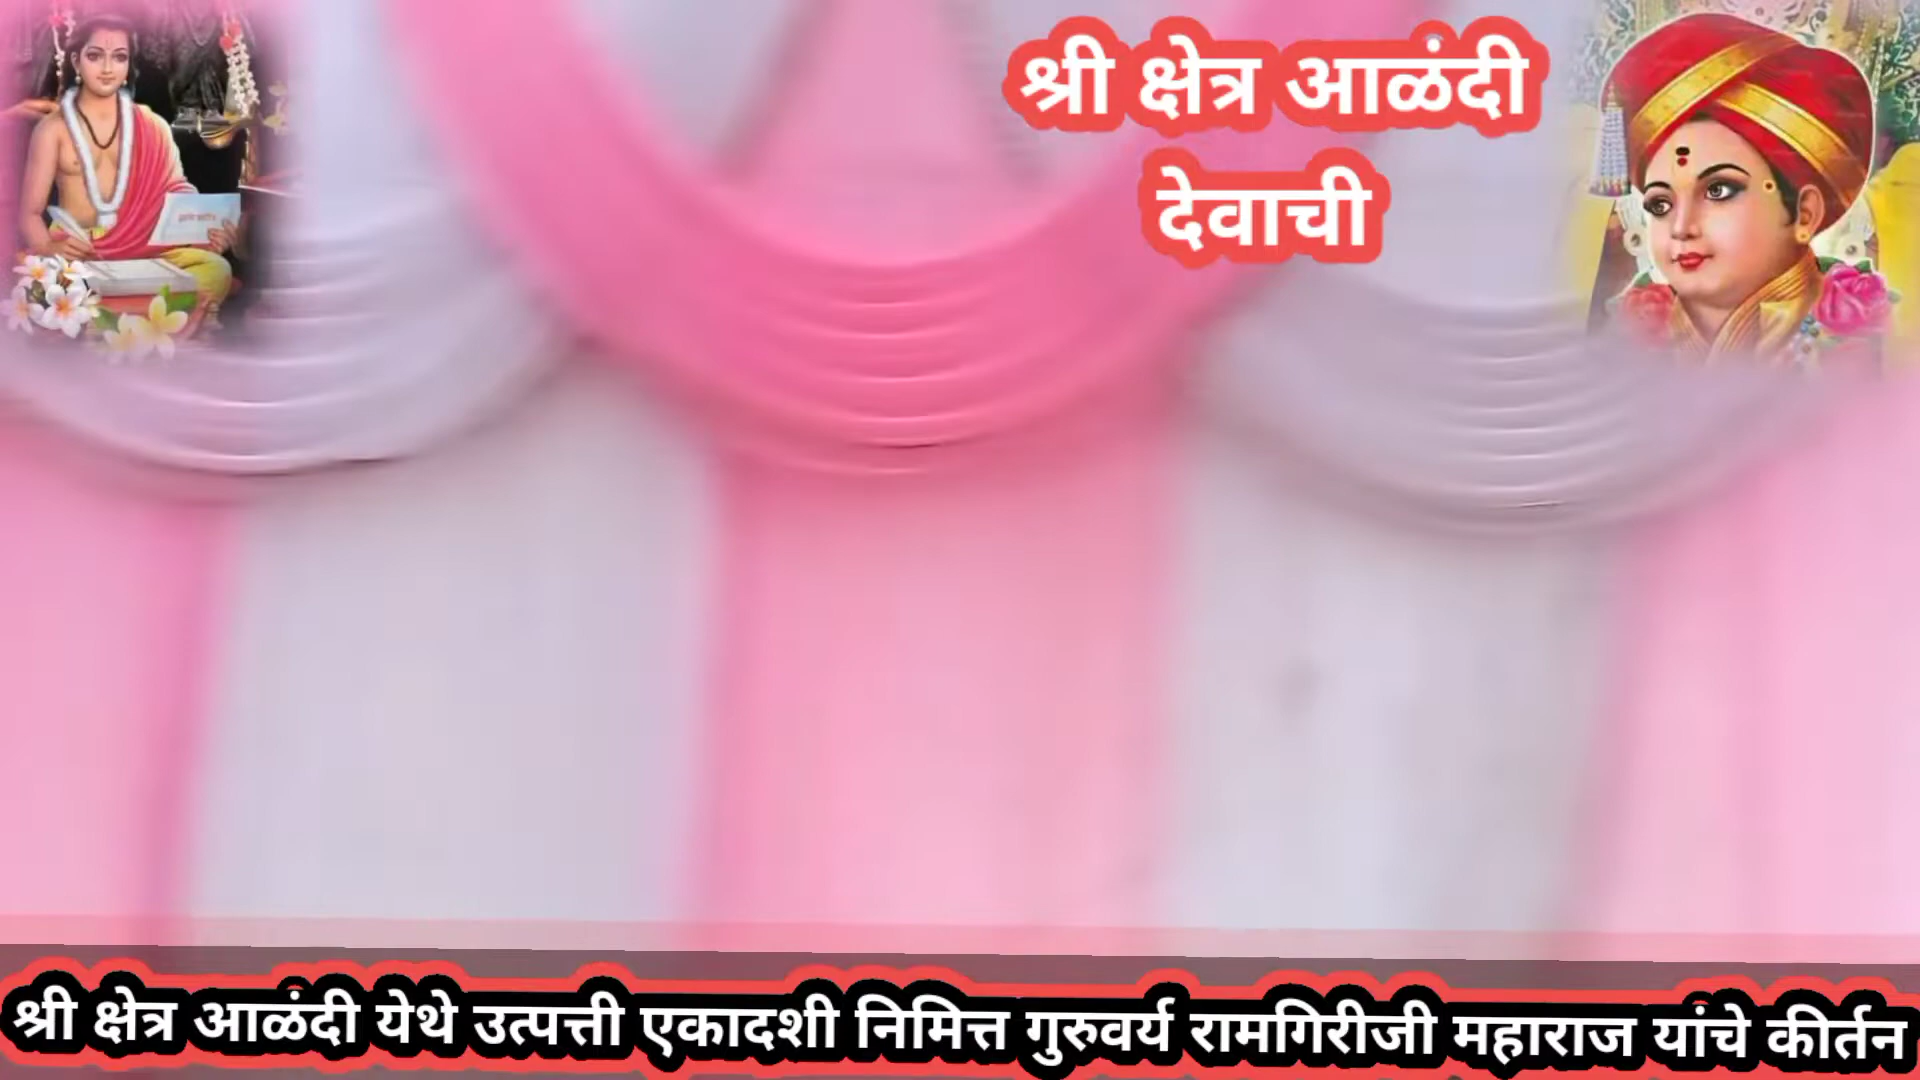 श्री क्षेत्र आळंदी
देवाची
श्री क्षेत्र आळंदी येथे उत्पत्ती एकादशी निमित्त गुरुवर्य रामगिरीजी महाराज यांचे कीर्तन